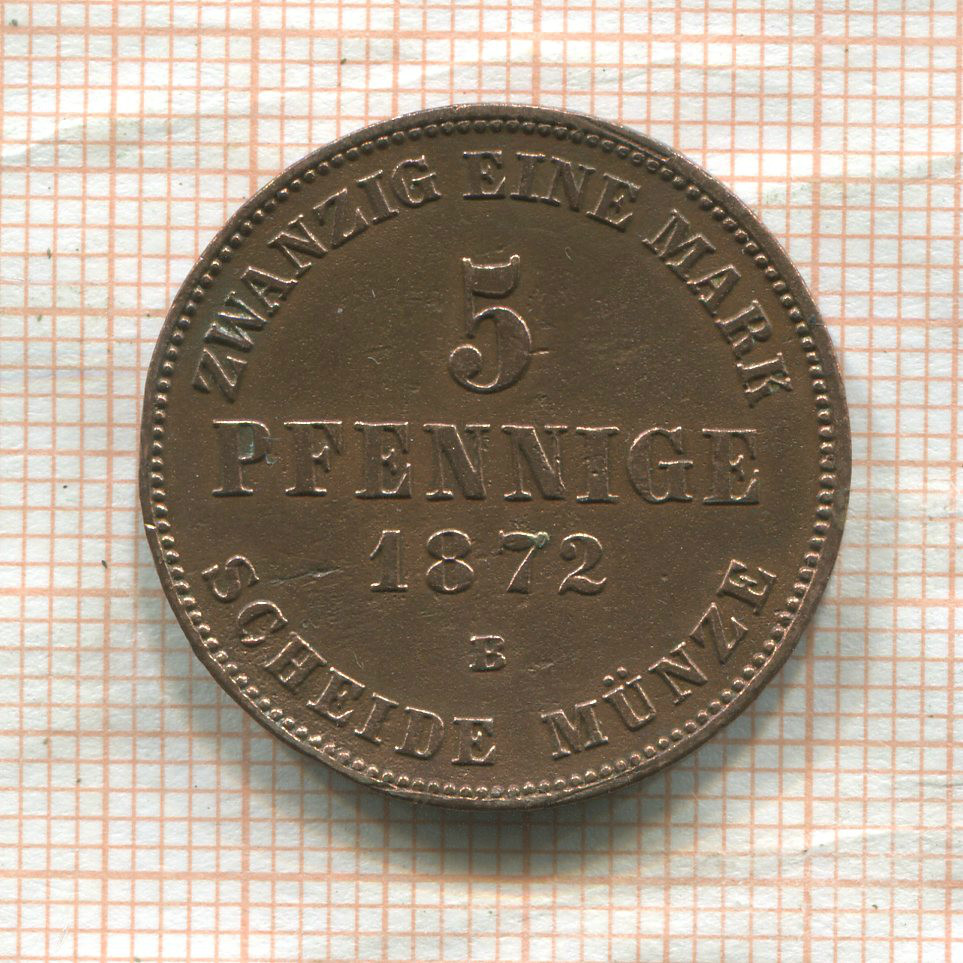 ZWANZIG EINE MARK
5
PFENNIGE
1872
B
SCHEIDE MÜNZE